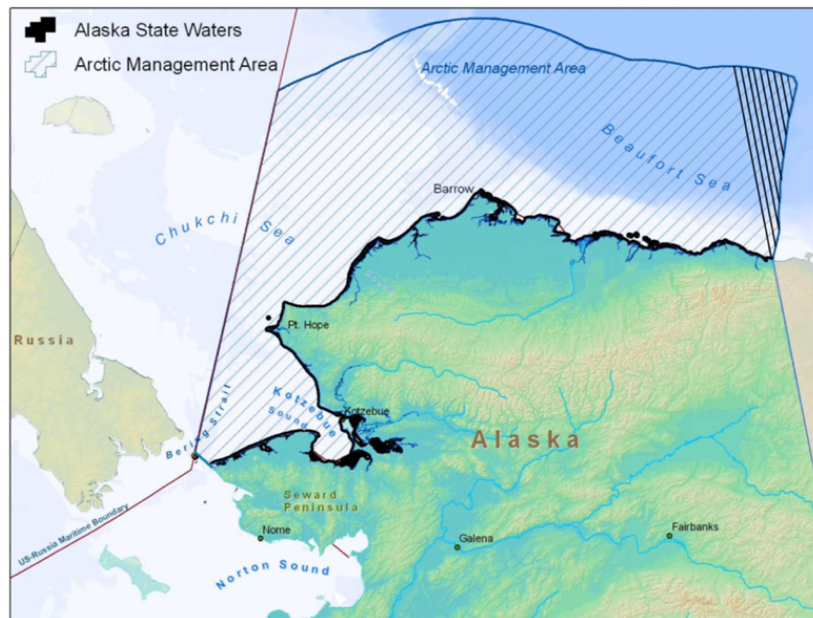 Alaska State Waters
Arctic Management Area
Arctic Management Area
Beaufort Sea
Barrow
Chukchi Sea
Pt. Hope
Russia
Kotzebue
Sound
Kotzebue
Bering Strait
Alaska
Seward
Peninsula
US-Russia Maritime Boundary
Nome
Galena
Fairbanks
Norton Sound